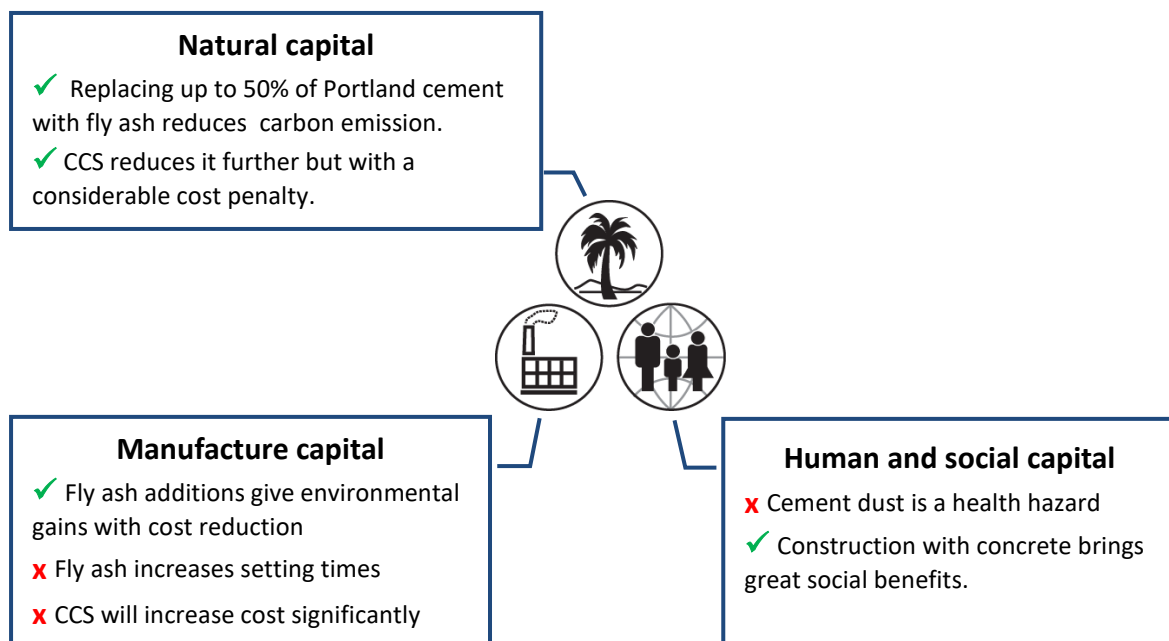 Natural capital
✓ Replacing up to 50% of Portland cement
with fly ash reduces carbon emission.
✓ CCS reduces it further but with a
considerable cost penalty.
Manufacture capital
✓ Fly ash additions give environmental
gains with cost reduction
x Fly ash increases setting times
x CCS will increase cost significantly
Human and social capital
x Cement dust is a health hazard
✓ Construction with concrete brings
great social benefits.